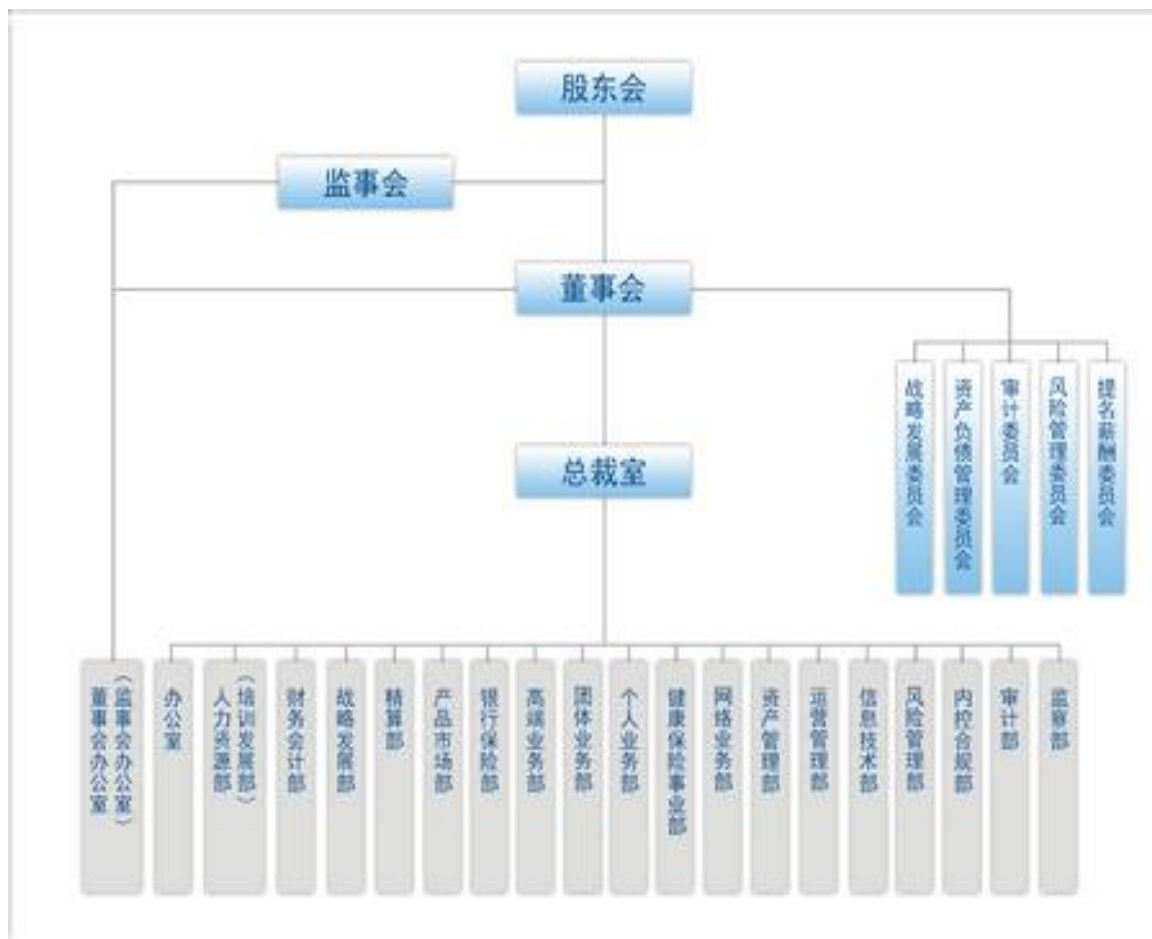 股东会
监事会
董事会
总裁室
战略发展委员会
资产负债管理委员会
审计委员会
风险管理委员会
提名薪酬委员会
董事会办公室
（监事会办公室）
办公室
人力资源部
（培训发展部）
财务会计部
战略发展部
精算部
产品市场部
银行保险部
高端业务部
团体业务部
个人业务部
健康保险事业部
网络业务部
资产管理部
运营管理部
信息技术部
风险管理部
内控合规部
审计部
监察部